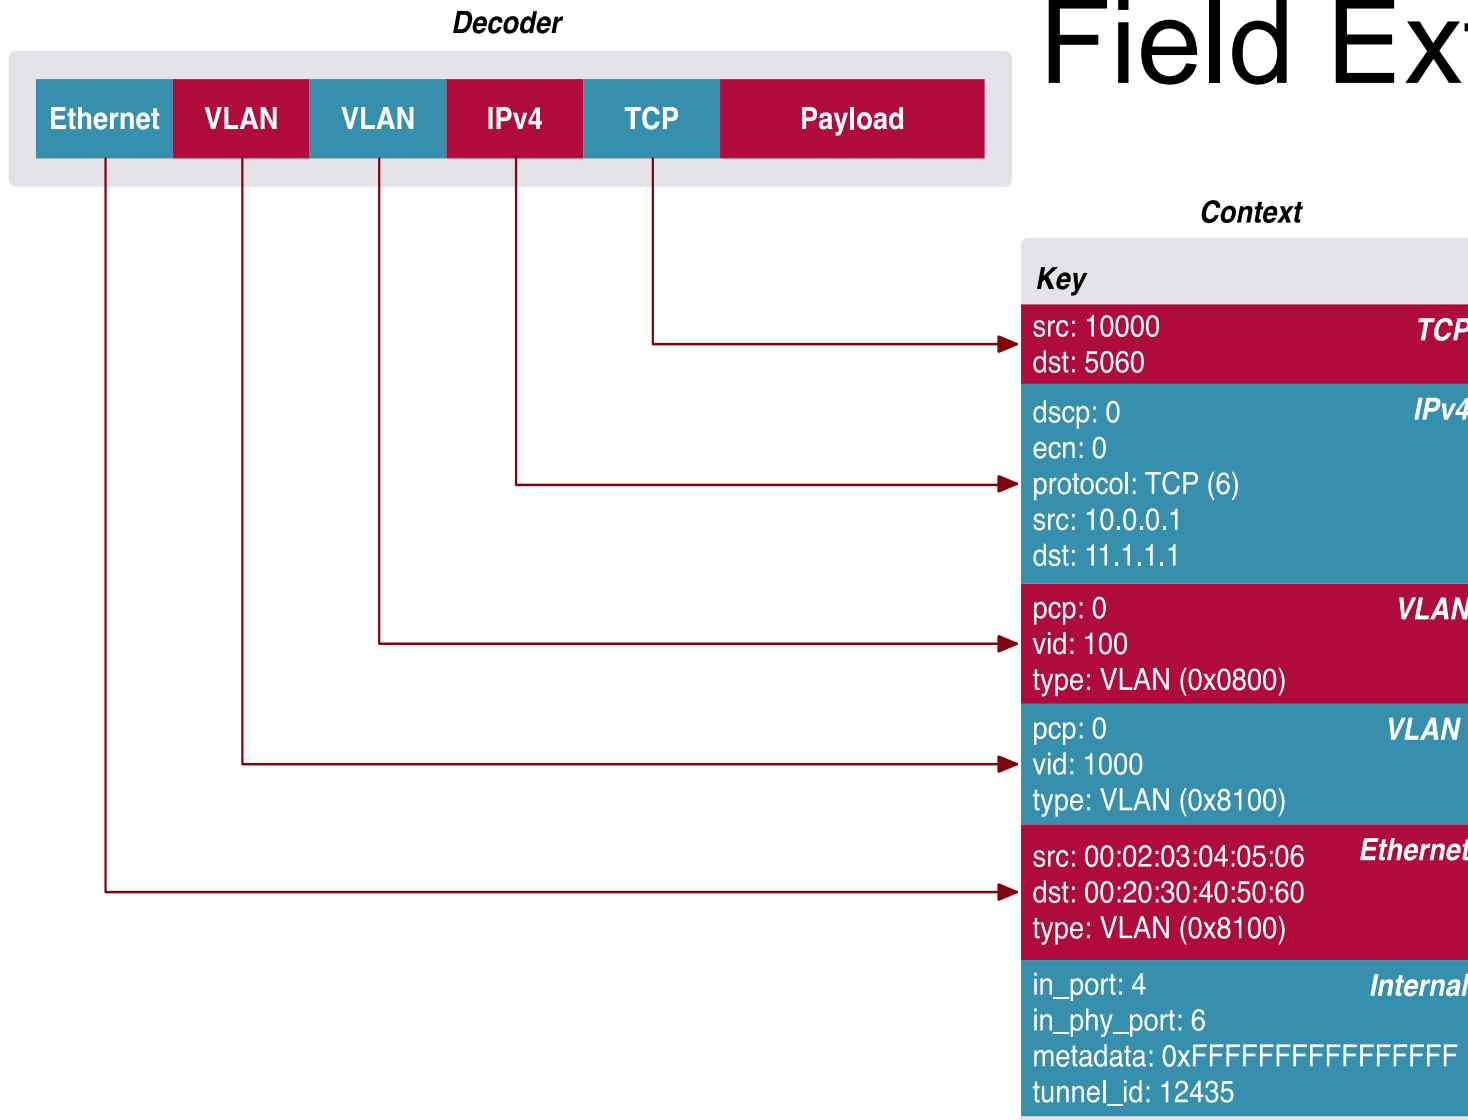 Decoder
Field Ext
Ethernet VLAN VLAN IPv4 TCP Payload
Context
Key
src: 10000 TCP
dst: 5060
dscp: 0 IPv4
ecn: 0
protocol: TCP (6)
src: 10.0.0.1
dst: 11.1.1.1
pcp: 0 VLAN
vid: 100
type: VLAN (0x0800)
pcp: 0 VLAN
vid: 1000
type: VLAN (0x8100)
src: 00:02:03:04:05:06 Ethernet
dst: 00:20:30:40:50:60
type: VLAN (0x8100)
in_port: 4 Internal
in_phy_port: 6
metadata: 0xFFFFFFFFFFFFFFFF
tunnel_id: 12435